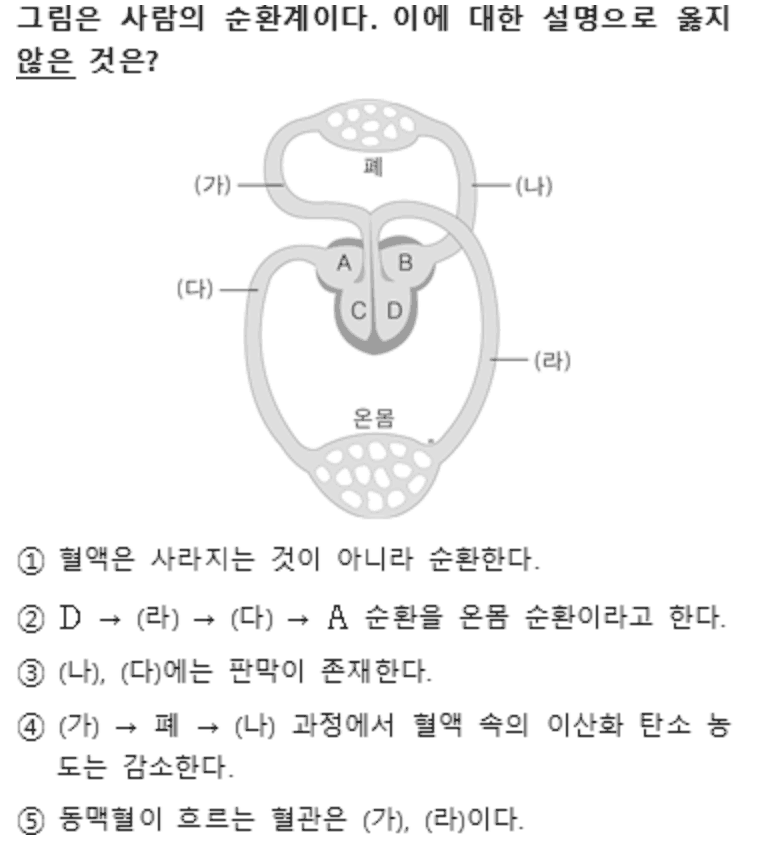 그림은 사람의 순환계이다. 이에 대한 설명으로 옳지
않은 것은?
폐
(가)
(나)
A
B
(다)
C
D
(라)
온몸
① 혈액은 사라지는 것이 아니라 순환한다.
② D → (라) → (다) → A 순환을 온몸 순환이라고 한다.
③ (나), (다)에는 판막이 존재한다.
④ (가) → 폐 → (나) 과정에서 혈액 속의 이산화 탄소 농
도는 감소한다.
⑤ 동맥혈이 흐르는 혈관은 (가), (라)이다.